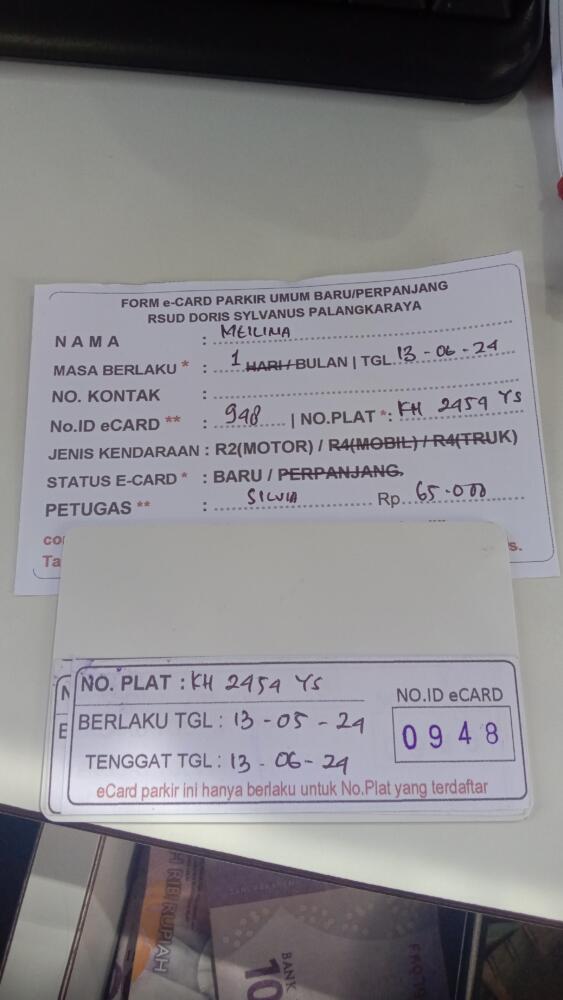 FORM e-CARD PARKIR UMUM BARU/PERPANJANG
RSUD DORIS SYLVANUS PALANGKARAYA
NAMA : MEILINA
MASA BERLAKU * : 1 HARI / BULAN | TGL 13 - 06 - 24
NO. KONTAK :
No.ID eCARD ** : 948 | NO.PLAT *: KH 2454 YS
JENIS KENDARAAN : R2(MOTOR) / R4(MOBIL) / R4(TRUK)
STATUS E-CARD * : BARU / PERPANJANG.
PETUGAS ** : SILVIA Rp. 65.000
s.
Ta
NO. PLAT : KH 2454 YS
BERLAKU TGL : 13 - 05 - 24
TENGGAT TGL : 13 - 06 - 24
NO.ID eCARD
0948
eCard parkir ini hanya berlaku untuk No.Plat yang terdaftar
RIB RUPIAH
BANK
10